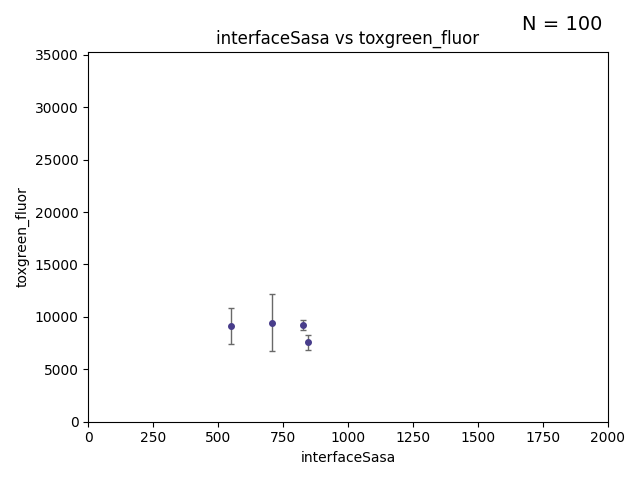 N = 100
interfaceSasa vs toxgreen_fluor
35000
30000
25000
20000
15000
10000
5000
0
toxgreen_fluor
0 250 500 750 1000 1250 1500 1750 2000
interfaceSasa